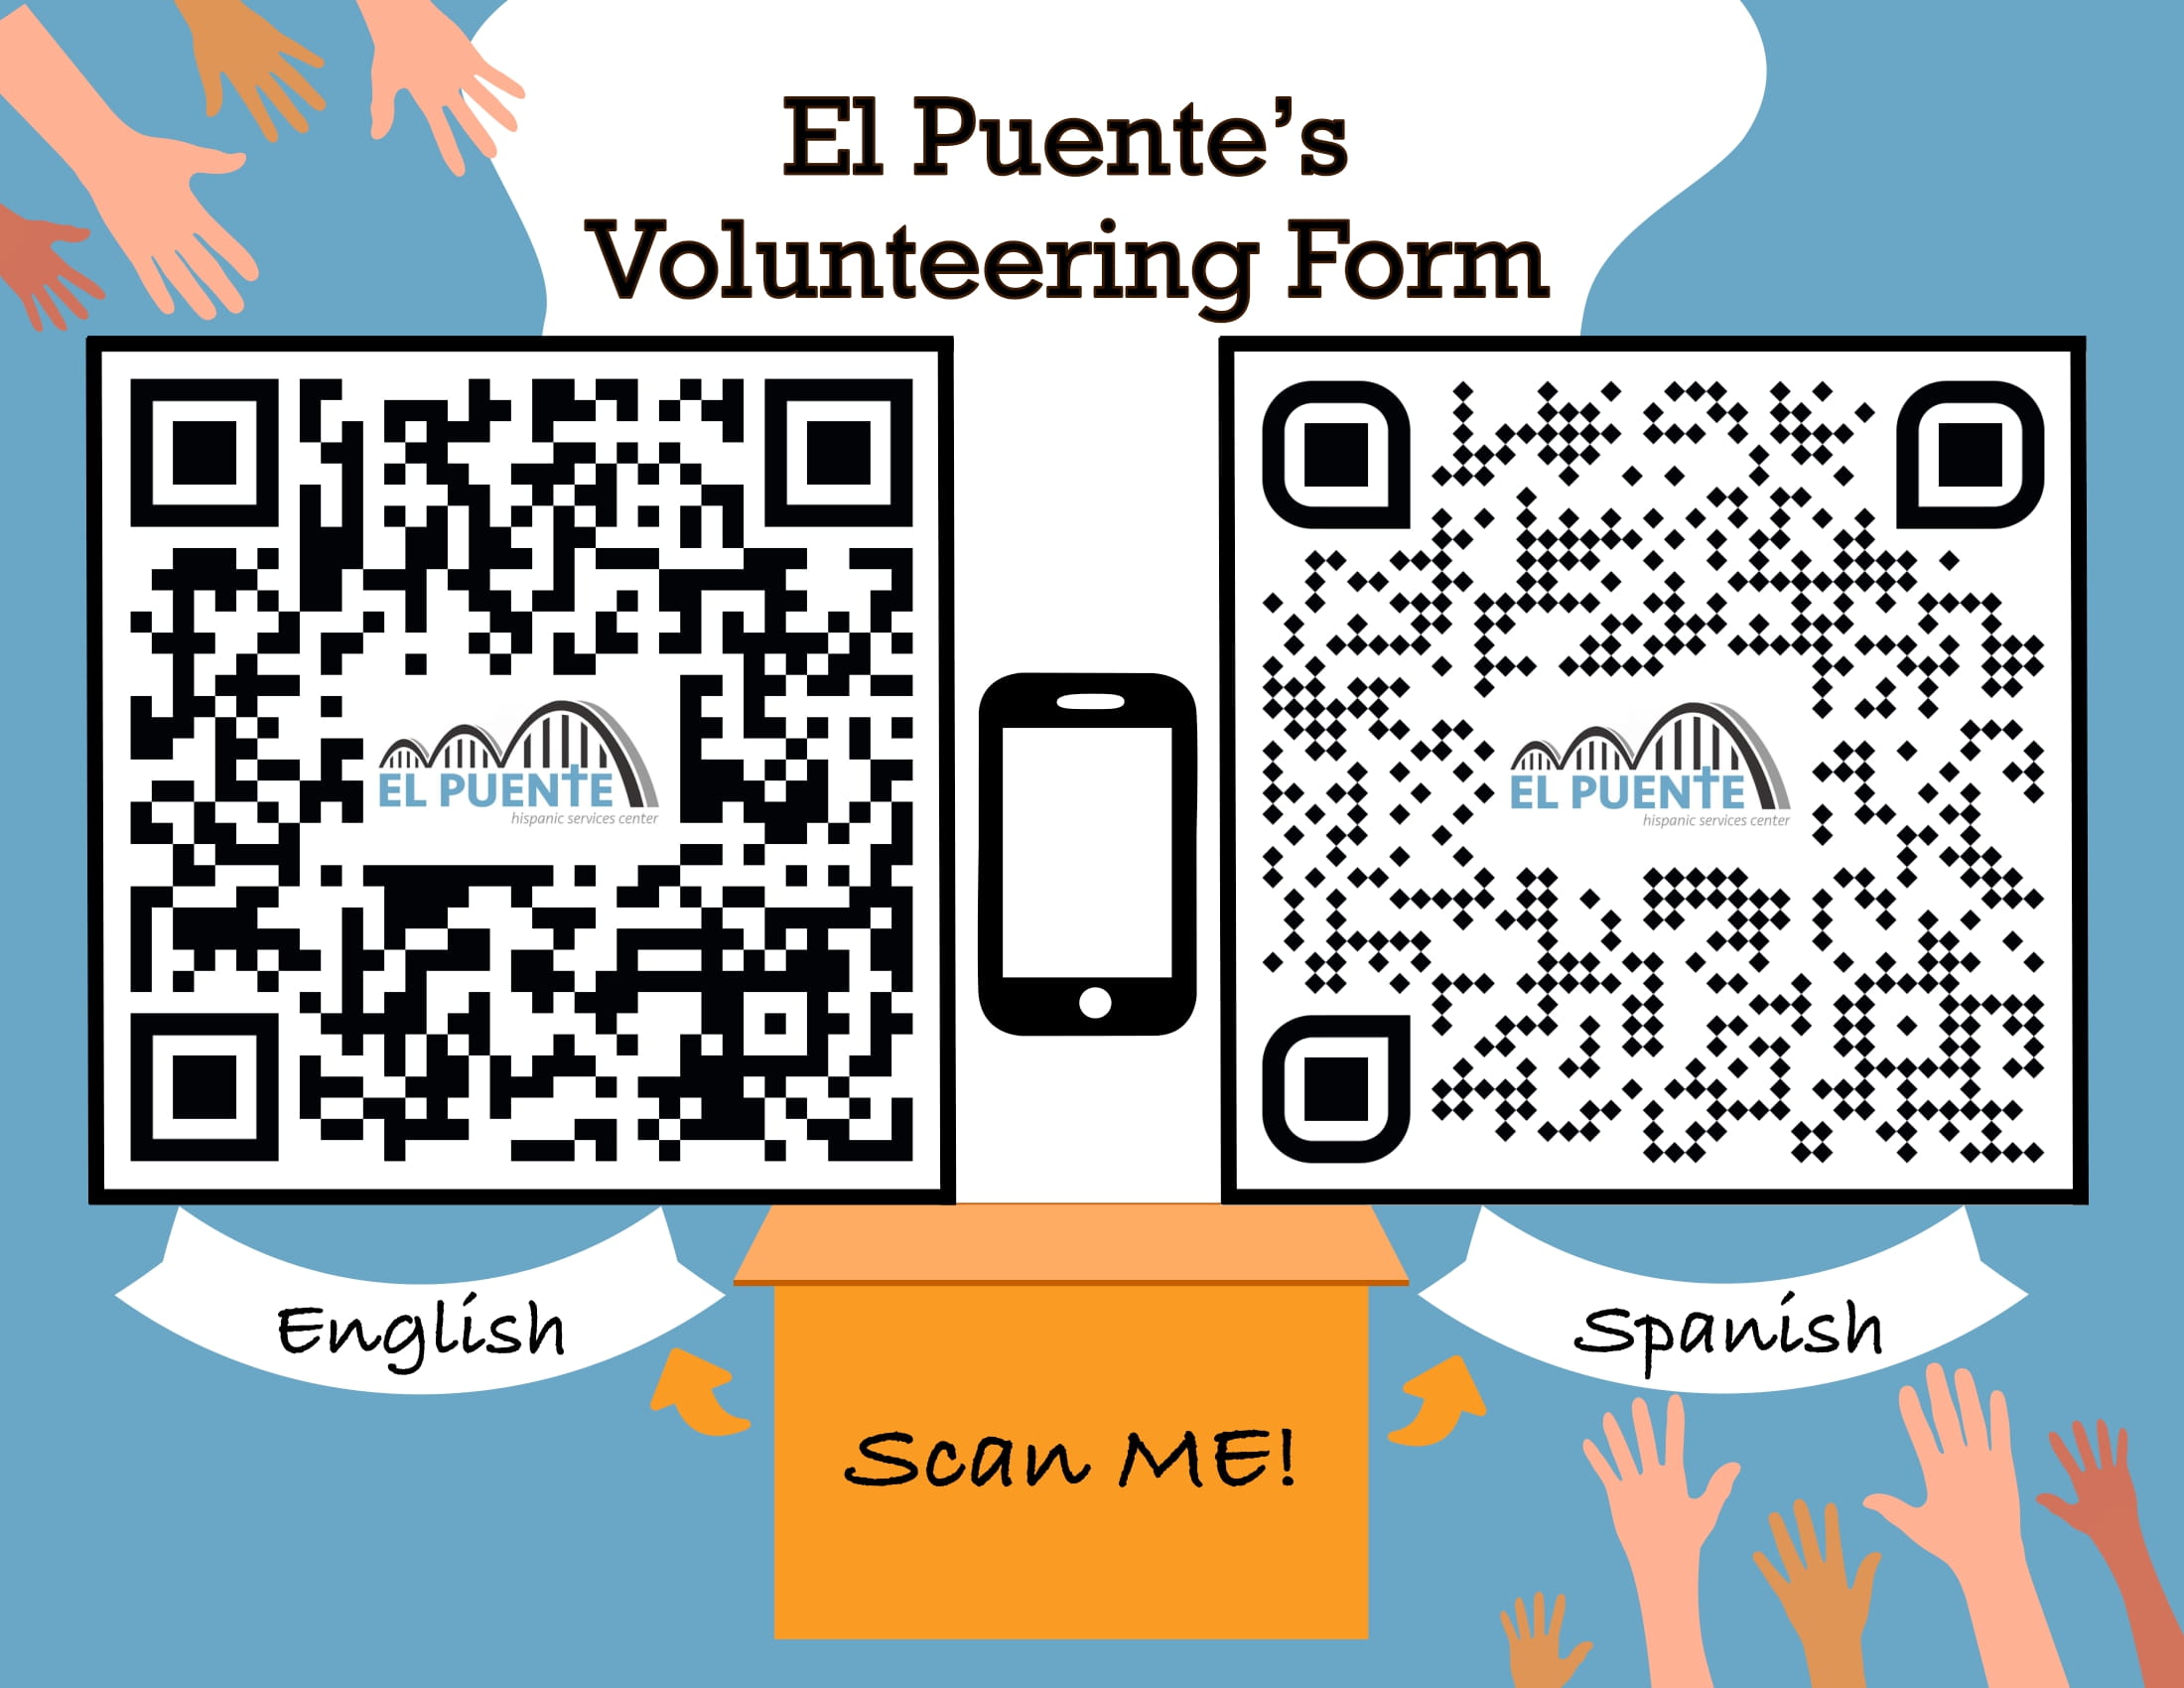 El Puente’s
Volunteering Form
EL PUENTE
hispanic services center
EL PUENTE
hispanic services center
English
Spanish
Scan ME!